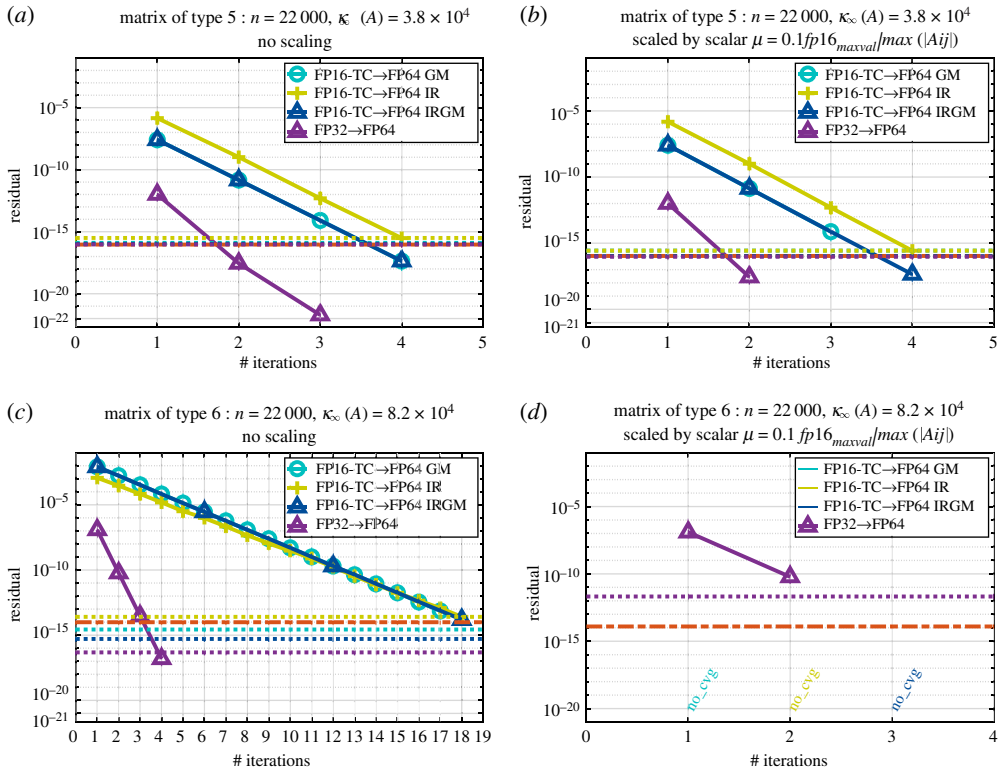 (a)
matrix of type 5 : n = 22 000, κ∞ (A) = 3.8 × 10⁴
no scaling
FP16-TC→FP64 GM
FP16-TC→FP64 IR
FP16-TC→FP64 IRGM
FP32→FP64
residual
10⁻⁵
10⁻¹⁰
10⁻¹⁵
10⁻²⁰
10⁻²²
0 1 2 3 4 5
# iterations
(b)
matrix of type 5 : n = 22 000, κ∞ (A) = 3.8 × 10⁴
scaled by scalar μ = 0.1 fp16maxval/max (|Aij|)
FP16-TC→FP64 GM
FP16-TC→FP64 IR
FP16-TC→FP64 IRGM
FP32→FP64
residual
10⁻⁵
10⁻¹⁰
10⁻¹⁵
10⁻²⁰
10⁻²¹
0 1 2 3 4 5
# iterations
(c)
matrix of type 6 : n = 22 000, κ∞ (A) = 8.2 × 10⁴
no scaling
FP16-TC→FP64 GM
FP16-TC→FP64 IR
FP16-TC→FP64 IRGM
FP32→FP64
residual
10⁻⁵
10⁻¹⁰
10⁻¹⁵
10⁻²⁰
10⁻²¹
0 1 2 3 4 5 6 7 8 9 10 11 12 13 14 15 16 17 18 19
# iterations
(d)
matrix of type 6 : n = 22 000, κ∞ (A) = 8.2 × 10⁴
scaled by scalar μ = 0.1 fp16maxval/max (|Aij|)
FP16-TC→FP64 GM
FP16-TC→FP64 IR
FP16-TC→FP64 IRGM
FP32→FP64
residual
10⁻⁵
10⁻¹⁰
10⁻¹⁵
10⁻²⁰
no_cvg
no_cvg
no_cvg
0 1 2 3 4
# iterations